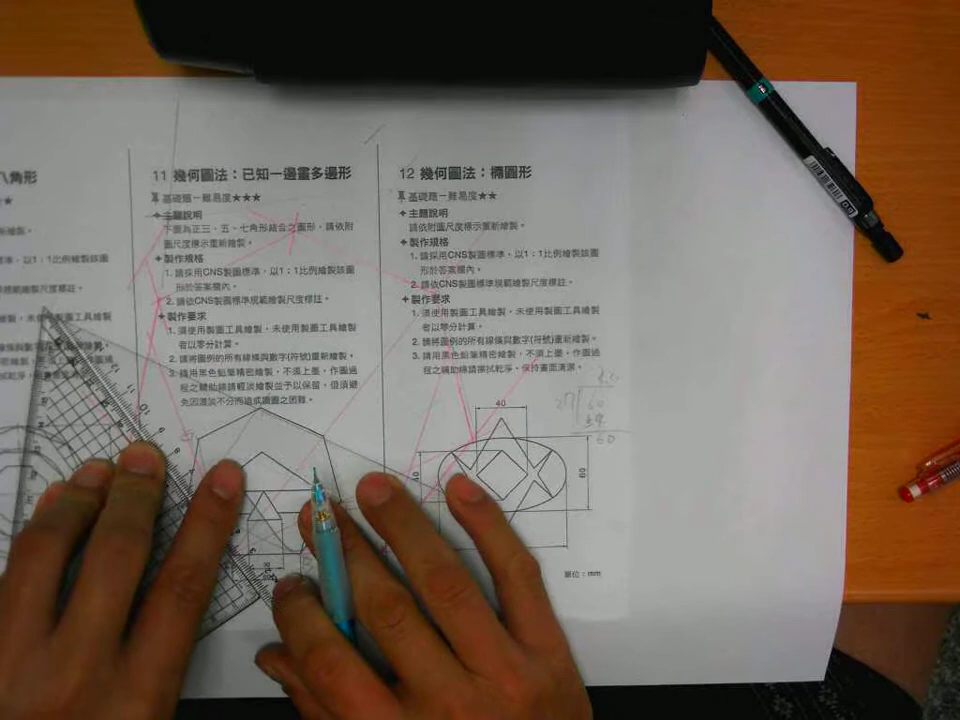 八角形
11 幾何圖法：已知一邊畫多邊形
基礎題－難易度★★★
✦主題說明
下圖為正三、五、七角形結合之圖形，請依附
圖尺度標示重新繪製。
✦製作規格
1. 請採用CNS製圖標準，以1：1比例繪製該圖
形於答案欄內。
2. 請依CNS製圖標準規範繪製尺度標註。
✦製作要求
1. 須使用製圖工具繪製，未使用製圖工具繪製
者以零分計算。
2. 請將圖例的所有線條與數字(符號)重新繪製。
3. 請用黑色鉛筆精密繪製，不須上墨，作圖過
程之輔助線請輕淡繪製並予以保留，但須避
免因濃淡不分而造成讀圖之困難。
12 幾何圖法：橢圓形
基礎題－難易度★★
✦主題說明
請依附圖尺度標示重新繪製。
✦製作規格
1. 請採用CNS製圖標準，以1：1比例繪製該圖
形於答案欄內。
2. 請依CNS製圖標準規範繪製尺度標註。
✦製作要求
1. 須使用製圖工具繪製，未使用製圖工具繪製
者以零分計算。
2. 請將圖例的所有線條與數字(符號)重新繪製。
3. 請用黑色鉛筆精密繪製，不須上墨，作圖過
程之輔助線請擦拭乾淨，保持畫面清潔。
40
40
60
27
60
54
60
單位：mm